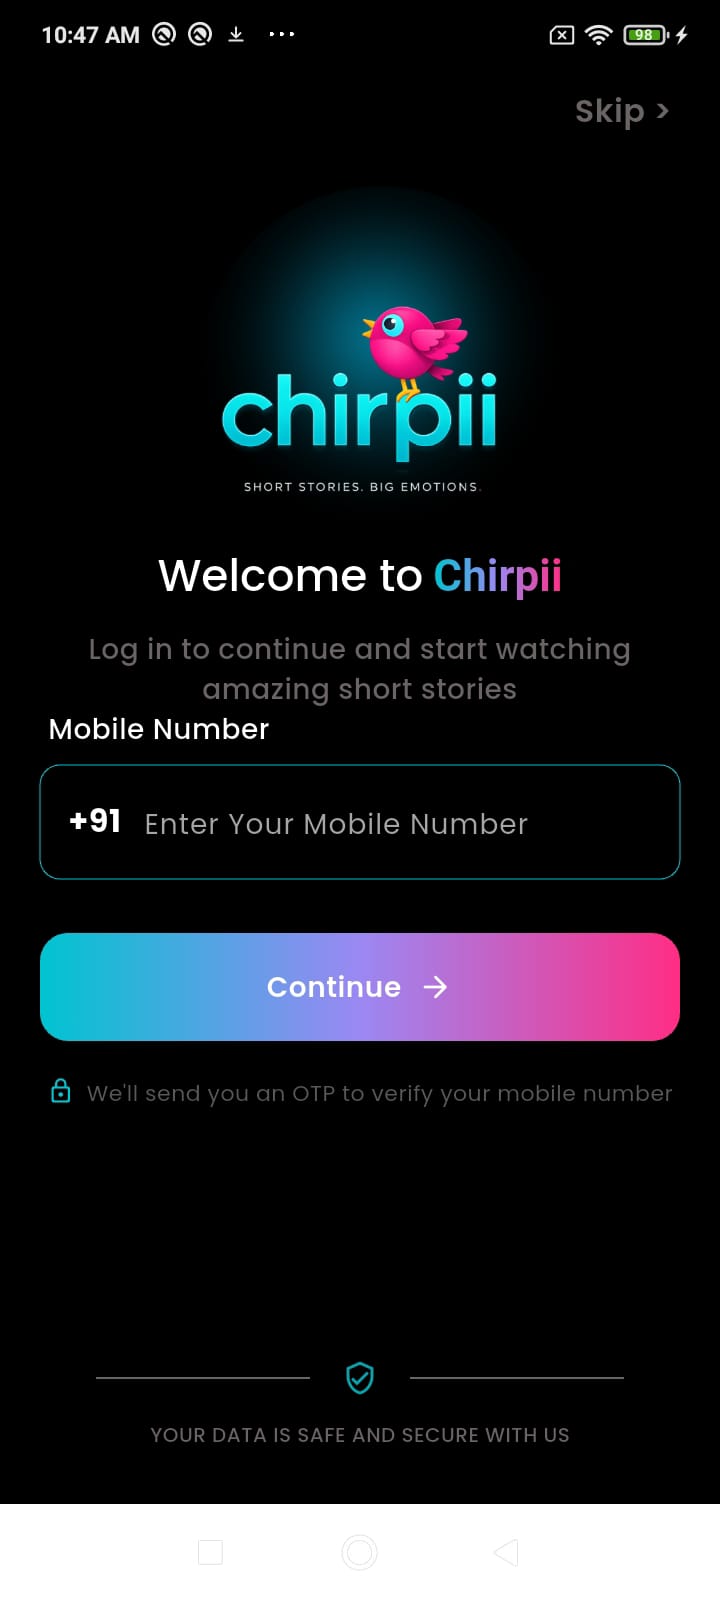 10:47 AM
98
Skip >
chirpii
SHORT STORIES. BIG EMOTIONS.
Welcome to Chirpii
Log in to continue and start watching
amazing short stories
Mobile Number
+91 Enter Your Mobile Number
Continue →
We'll send you an OTP to verify your mobile number
YOUR DATA IS SAFE AND SECURE WITH US